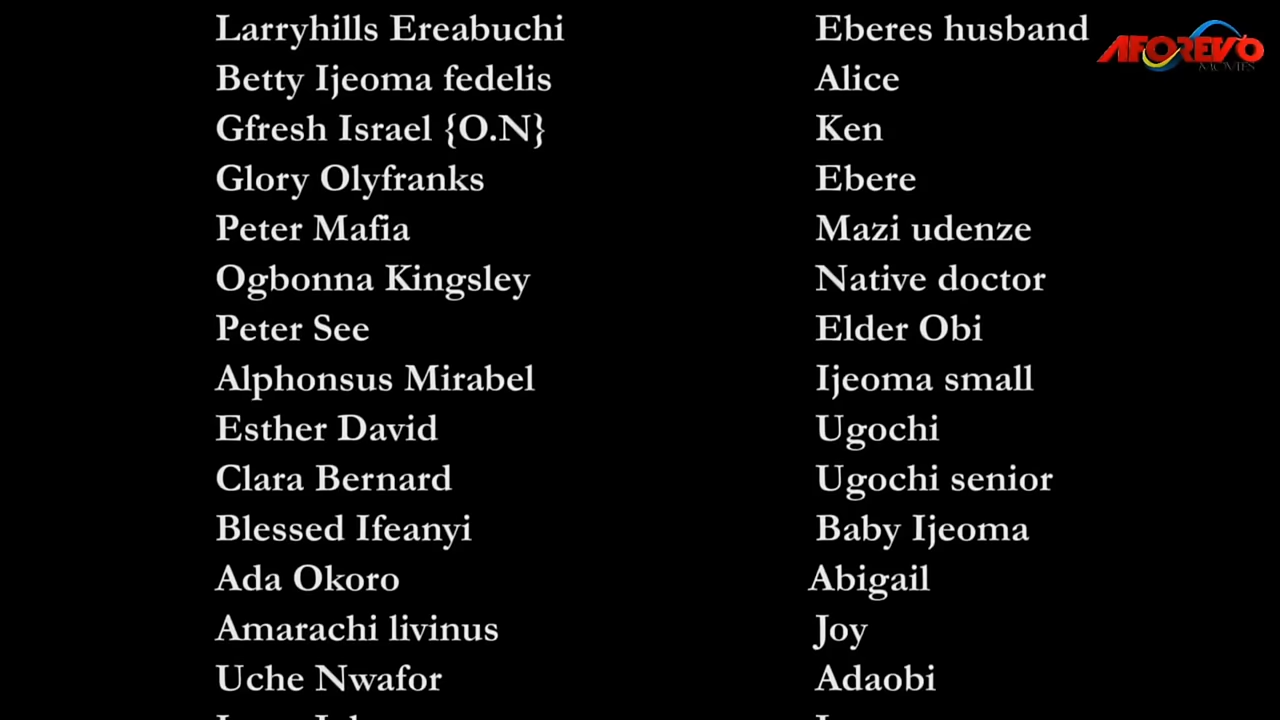 Larryhills Ereabuchi Eberes husband
AFOREVO
MOVIES
Betty Ijeoma fedelis Alice
Gfresh Israel {O.N} Ken
Glory Olyfranks Ebere
Peter Mafia Mazi udenze
Ogbonna Kingsley Native doctor
Peter See Elder Obi
Alphonsus Mirabel Ijeoma small
Esther David Ugochi
Clara Bernard Ugochi senior
Blessed Ifeanyi Baby Ijeoma
Ada Okoro Abigail
Amarachi livinus Joy
Uche Nwafor Adaobi